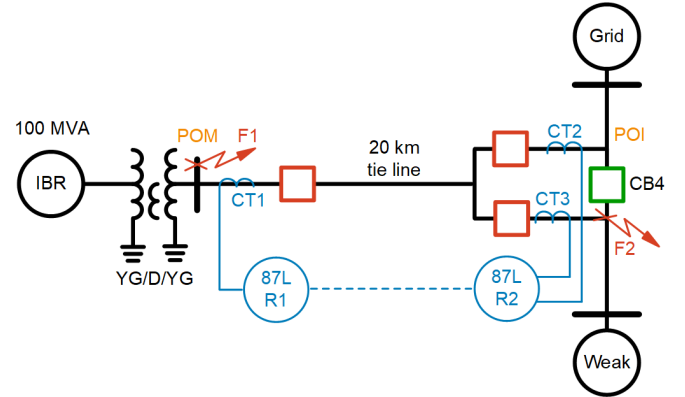 Grid
100 MVA
POM
F1
20 km
tie line
CT2
POI
IBR
CT1
CT3
CB4
F2
YG/D/YG
87L
R1
87L
R2
Weak